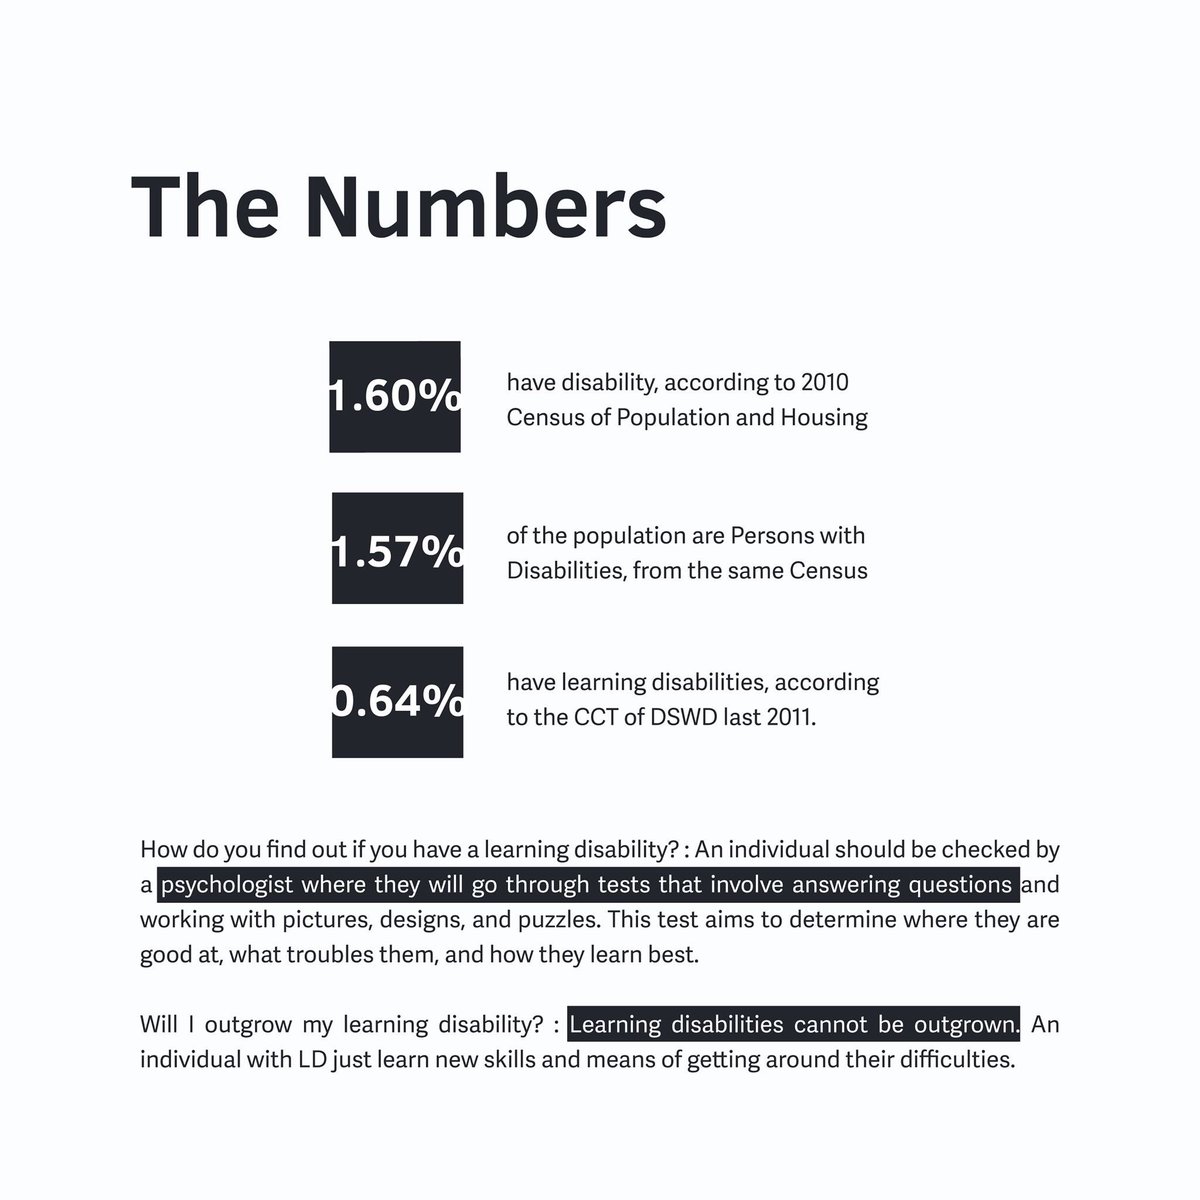 The Numbers
1.60%
have disability, according to 2010
Census of Population and Housing
1.57%
of the population are Persons with
Disabilities, from the same Census
0.64%
have learning disabilities, according
to the CCT of DSWD last 2011.
How do you find out if you have a learning disability? : An individual should be checked by
a psychologist where they will go through tests that involve answering questions and
working with pictures, designs, and puzzles. This test aims to determine where they are
good at, what troubles them, and how they learn best.
Will I outgrow my learning disability? : Learning disabilities cannot be outgrown. An
individual with LD just learn new skills and means of getting around their difficulties.